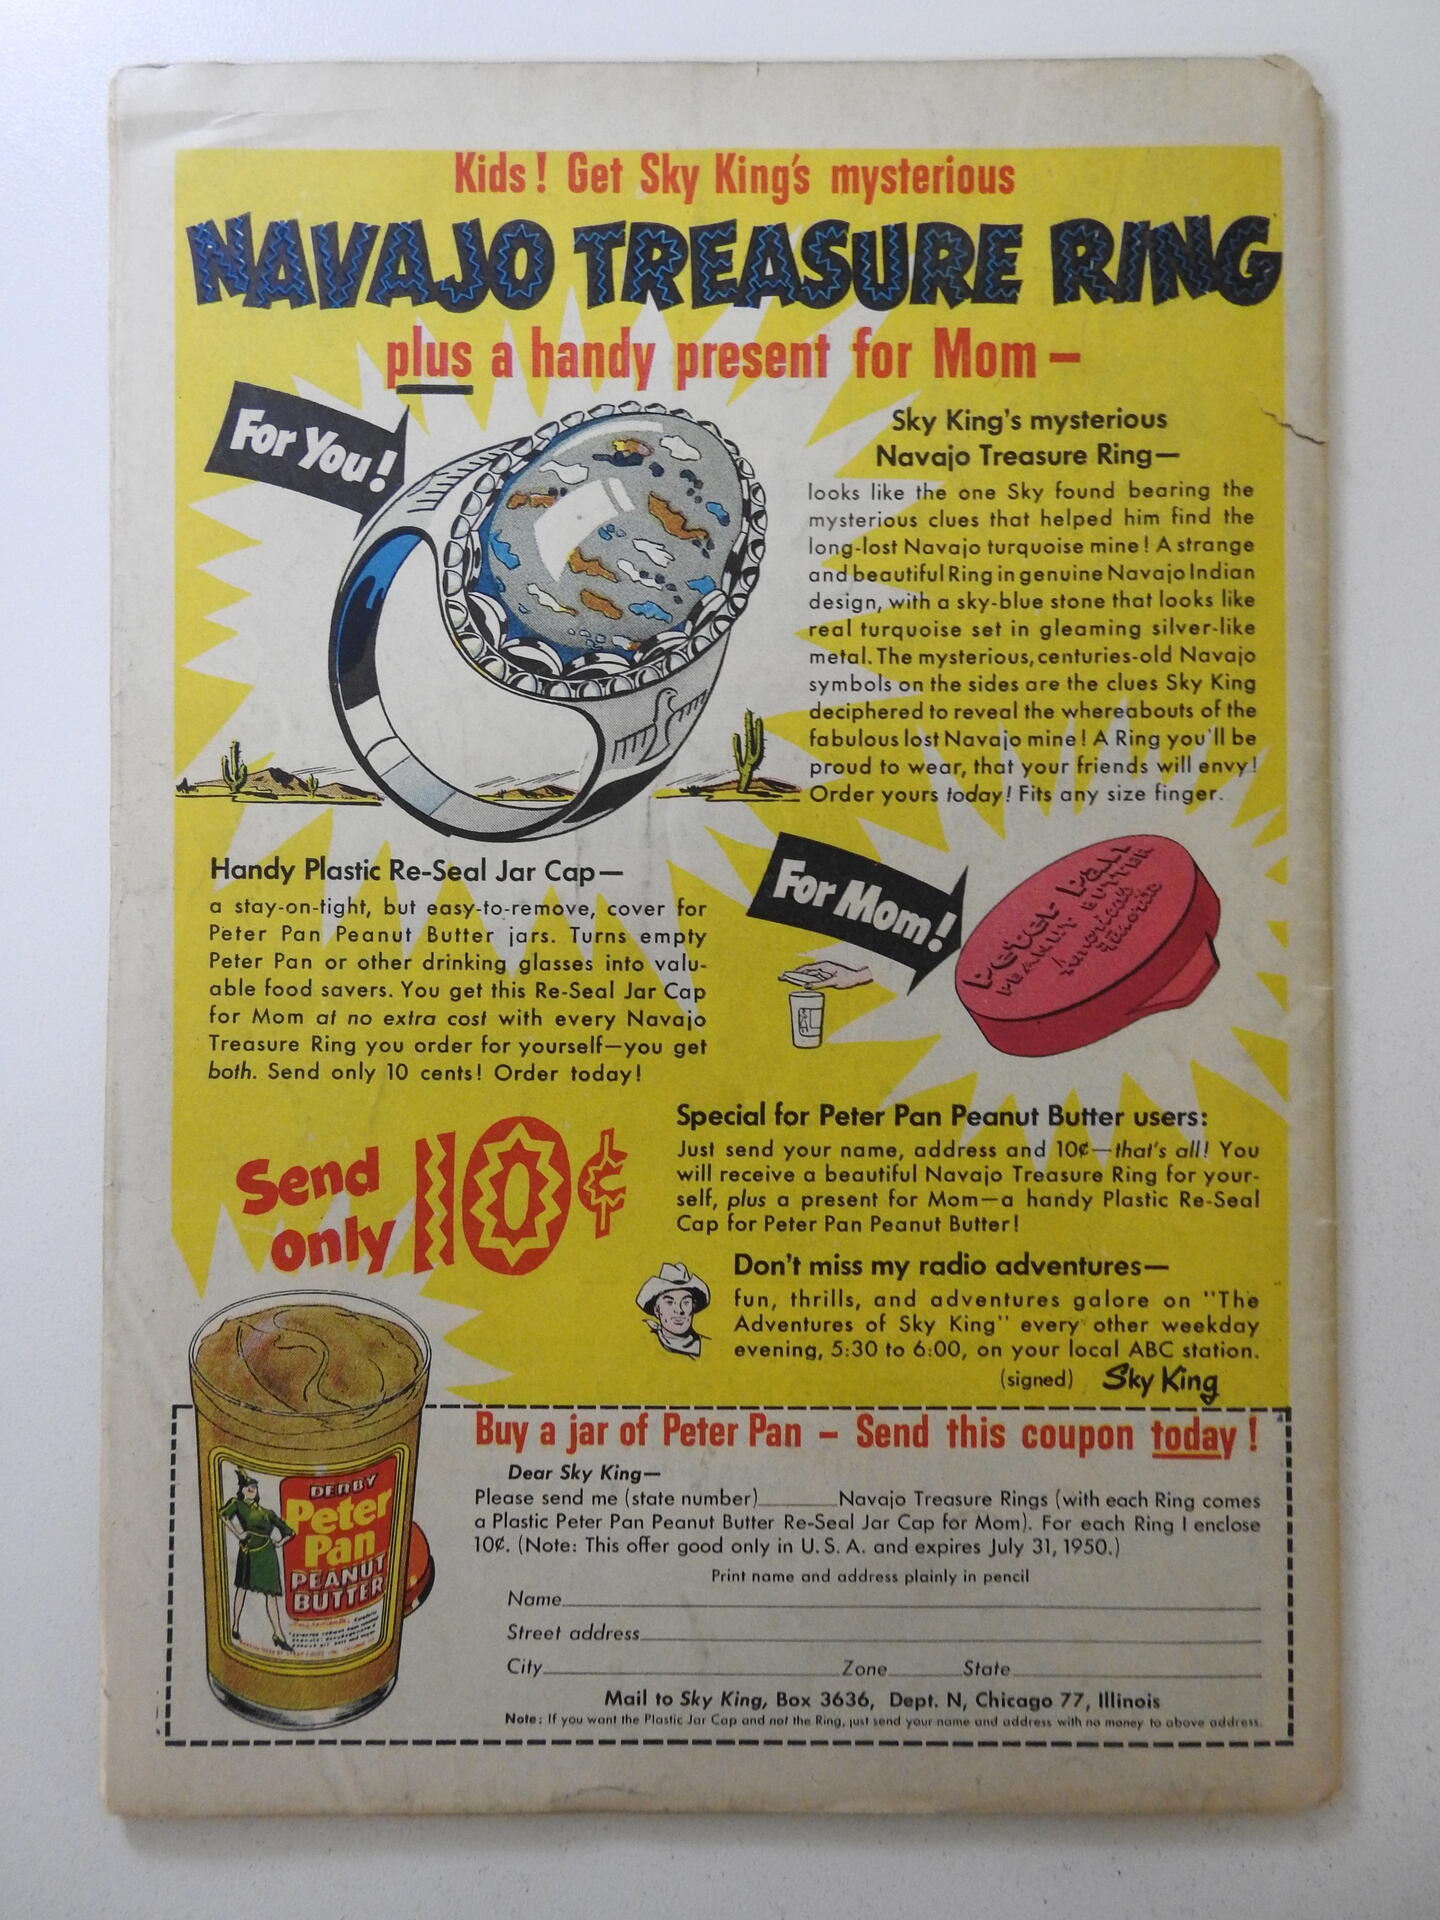 Kids! Get Sky King's mysterious
NAVAJO TREASURE RING
plus a handy present for Mom—
For You!
Sky King's mysterious
Navajo Treasure Ring—
looks like the one Sky found bearing the
mysterious clues that helped him find the
long-lost Navajo turquoise mine! A strange
and beautiful Ring in genuine Navajo Indian
design, with a sky-blue stone that looks like
real turquoise set in gleaming silver-like
metal. The mysterious, centuries-old Navajo
symbols on the sides are the clues Sky King
deciphered to reveal the whereabouts of the
fabulous lost Navajo mine! A Ring you'll be
proud to wear, that your friends will envy!
Order yours today! Fits any size finger.
Handy Plastic Re-Seal Jar Cap—
a stay-on-tight, but easy-to-remove, cover for
Peter Pan Peanut Butter jars. Turns empty
Peter Pan or other drinking glasses into valu-
able food savers. You get this Re-Seal Jar Cap
for Mom at no extra cost with every Navajo
Treasure Ring you order for yourself—you get
both. Send only 10 cents! Order today!
For Mom!
Peter Pan
PEANUT BUTTER
America's
Favorite
Send
only 10¢
Special for Peter Pan Peanut Butter users:
Just send your name, address and 10¢—that's all! You
will receive a beautiful Navajo Treasure Ring for your-
self, plus a present for Mom—a handy Plastic Re-Seal
Cap for Peter Pan Peanut Butter!
Don't miss my radio adventures—
fun, thrills, and adventures galore on "The
Adventures of Sky King" every other weekday
evening, 5:30 to 6:00, on your local ABC station.
(signed) Sky King
DERBY
Peter
Pan
PEANUT
BUTTER
Buy a jar of Peter Pan – Send this coupon today!
Dear Sky King—
Please send me (state number)________Navajo Treasure Rings (with each Ring comes
a Plastic Peter Pan Peanut Butter Re-Seal Jar Cap for Mom). For each Ring I enclose
10¢. (Note: This offer good only in U. S. A. and expires July 31, 1950.)
Print name and address plainly in pencil
Name
Street address
City Zone State
Mail to Sky King, Box 3636, Dept. N, Chicago 77, Illinois
Note: If you want the Plastic Jar Cap and not the Ring, just send your name and address with no money to above address.